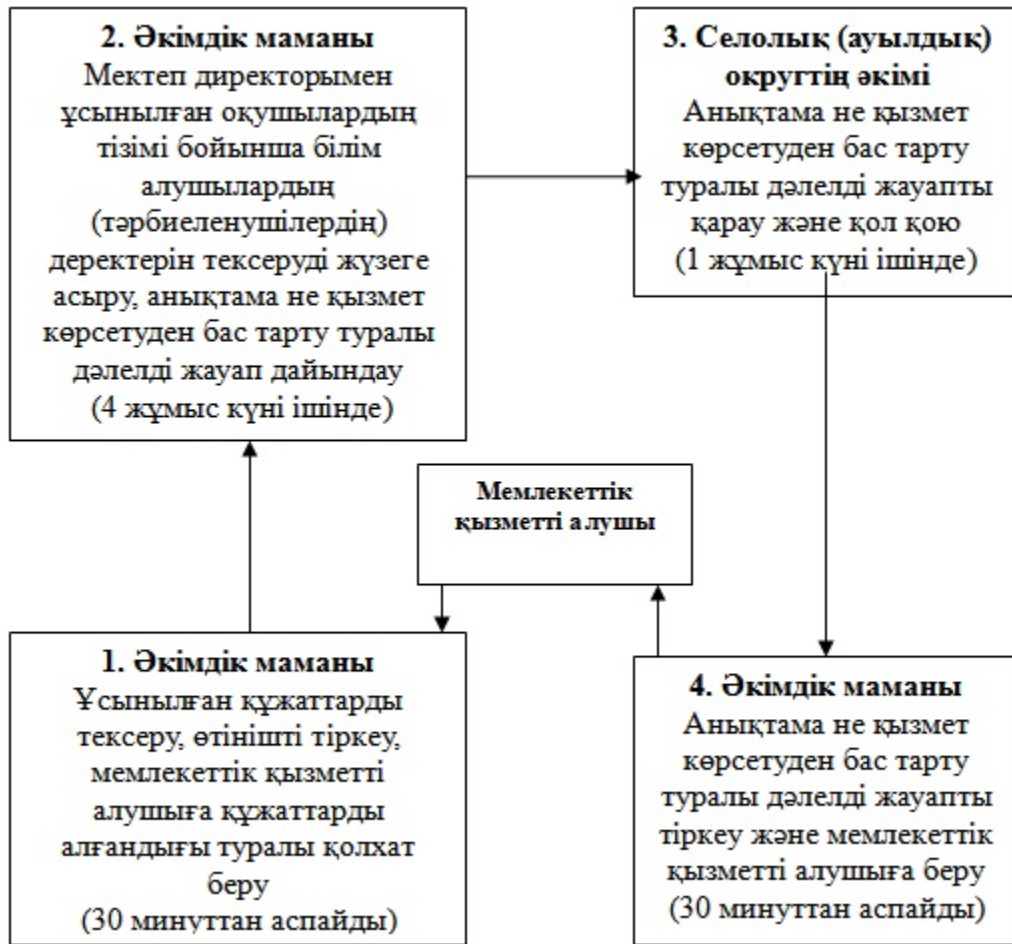 2. Әкімдік маманы
Мектеп директорымен
ұсынылған оқушылардың
тізімі бойынша білім
алушылардың
(тәрбиеленушілердің)
деректерін тексеруді жүзеге
асыру, анықтама не қызмет
көрсетуден бас тарту туралы
дәлелді жауап дайындау
(4 жұмыс күні ішінде)
3. Селолық (ауылдық)
округтің әкімі
Анықтама не қызмет
көрсетуден бас тарту
туралы дәлелді жауапты
қарау және қол қою
(1 жұмыс күні ішінде)
Мемлекеттік
қызметті алушы
1. Әкімдік маманы
Ұсынылған құжаттарды
тексеру, өтінішті тіркеу,
мемлекеттік қызметті
алушыға құжаттарды
алғандығы туралы қолхат
беру
(30 минуттан аспайды)
4. Әкімдік маманы
Анықтама не қызмет
көрсетуден бас тарту
туралы дәлелді жауапты
тіркеу және мемлекеттік
қызметті алушыға беру
(30 минуттан аспайды)